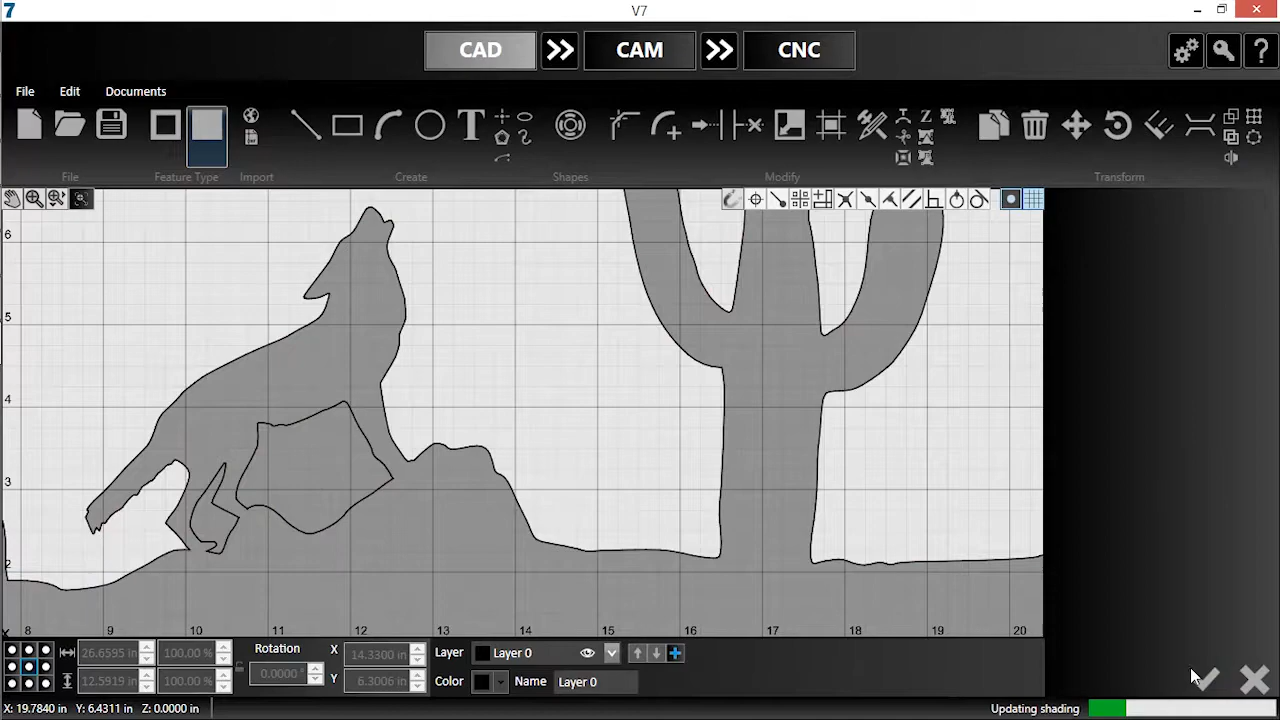 7
V7
CAD
CAM
CNC
File Edit Documents
File Feature Type Import Create Shapes Modify Transform
6
5
4
3
2
X 8 9 10 11 12 13 14 15 16 17 18 19 20
26.6595 in 100.00 % Rotation X 14.3300 in Layer Layer 0
12.5919 in 100.00 % 0.0000 ° Y 6.3006 in Color Name Layer 0
X: 19.7840 in Y: 6.4311 in Z: 0.0000 in Updating shading